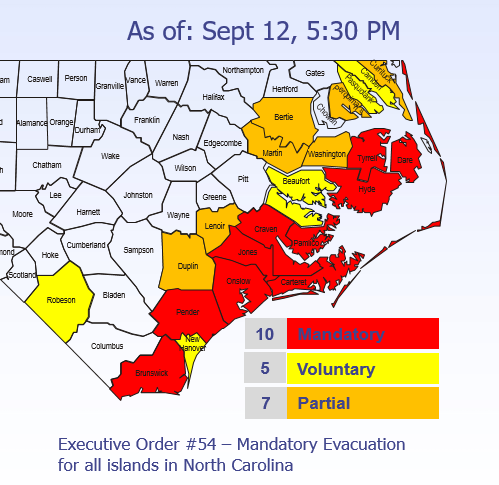 As of: Sept 12, 5:30 PM
Northampton
Gates
Camden
Caswell
Person
Granville
Vance
Warren
Halifax
Hertford
Pasquotank
Perquimans
Chowan
Bertie
Alamance
Orange
Durham
Franklin
Nash
Edgecombe
Martin
Washington
Tyrrell
Dare
Chatham
Wake
Wilson
Pitt
Beaufort
Hyde
Lee
Johnston
Greene
Moore
Harnett
Wayne
Lenoir
Craven
Pamlico
Hoke
Cumberland
Sampson
Jones
Scotland
Duplin
Onslow
Carteret
Robeson
Bladen
Pender
Columbus
New
Hanover
Brunswick
10 Mandatory
5 Voluntary
7 Partial
Executive Order #54 – Mandatory Evacuation
for all islands in North Carolina